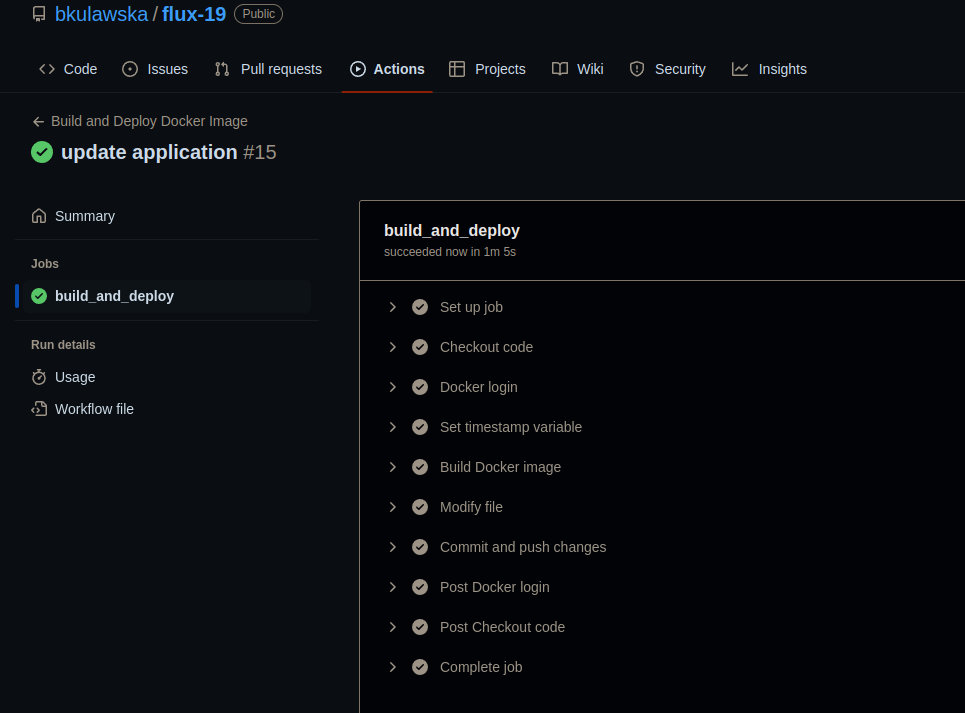 bkulawska / flux-19 Public
Code Issues Pull requests Actions Projects Wiki Security Insights
Build and Deploy Docker Image
update application #15
Summary
Jobs
build_and_deploy
Run details
Usage
Workflow file
build_and_deploy
succeeded now in 1m 5s
Set up job
Checkout code
Docker login
Set timestamp variable
Build Docker image
Modify file
Commit and push changes
Post Docker login
Post Checkout code
Complete job